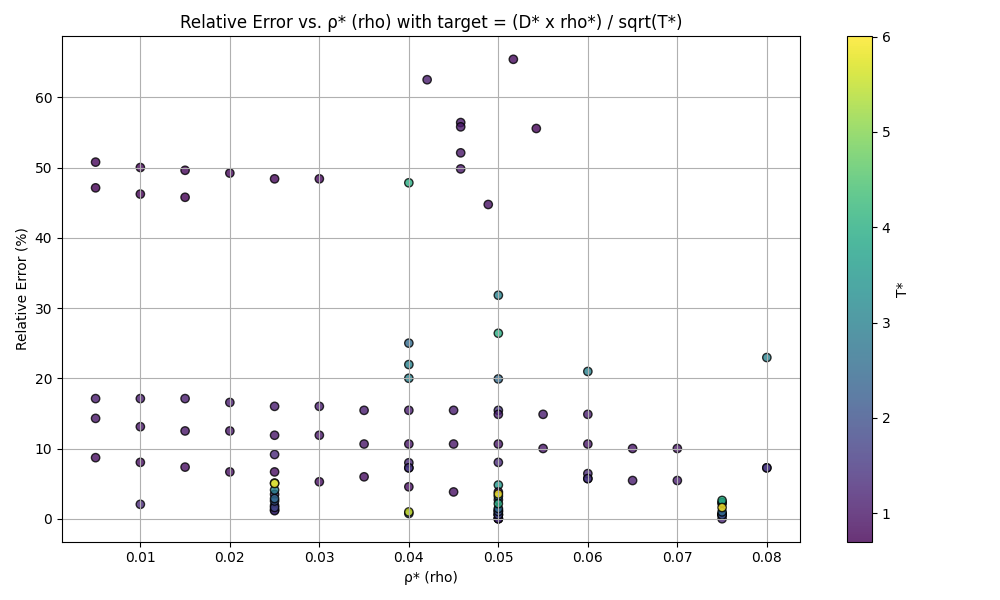 Relative Error vs. ρ* (rho) with target = (D* x rho*) / sqrt(T*)
Relative Error (%)
60
50
40
30
20
10
0
0.01 0.02 0.03 0.04 0.05 0.06 0.07 0.08
ρ* (rho)
6
5
4
3
2
1
T*